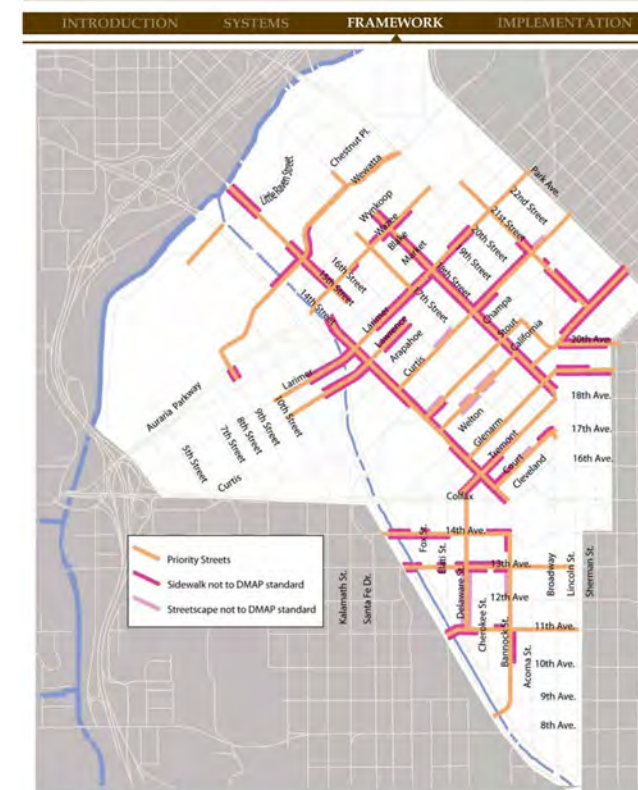 INTRODUCTION SYSTEMS FRAMEWORK IMPLEMENTATION
Chestnut Pl.
Wewatta
Little Raven Street
Park Ave.
22nd Street
21st Street
Wynkoop
Wazee
Blake
Market
20th Street
19th Street
18th Street
17th Street
16th Street
15th Street
14th Street
Champa
Stout
California
Larimer
Lawrence
Arapahoe
Curtis
20th Ave.
18th Ave.
17th Ave.
16th Ave.
Larimer
10th Street
9th Street
8th Street
7th Street
5th Street
Curtis
Auraria Parkway
Welton
Glenarm
Tremont
Court
Cleveland
Colfax
14th Ave.
Fox St.
Elati St.
13th Ave.
Broadway
Lincoln St.
Sherman St.
Priority Streets
Sidewalk not to DMAP standard
Streetscape not to DMAP standard
Kalamath St.
Santa Fe Dr.
Delaware St.
Cherokee St.
12th Ave
Bannock St.
11th Ave.
Acoma St.
10th Ave.
9th Ave.
8th Ave.